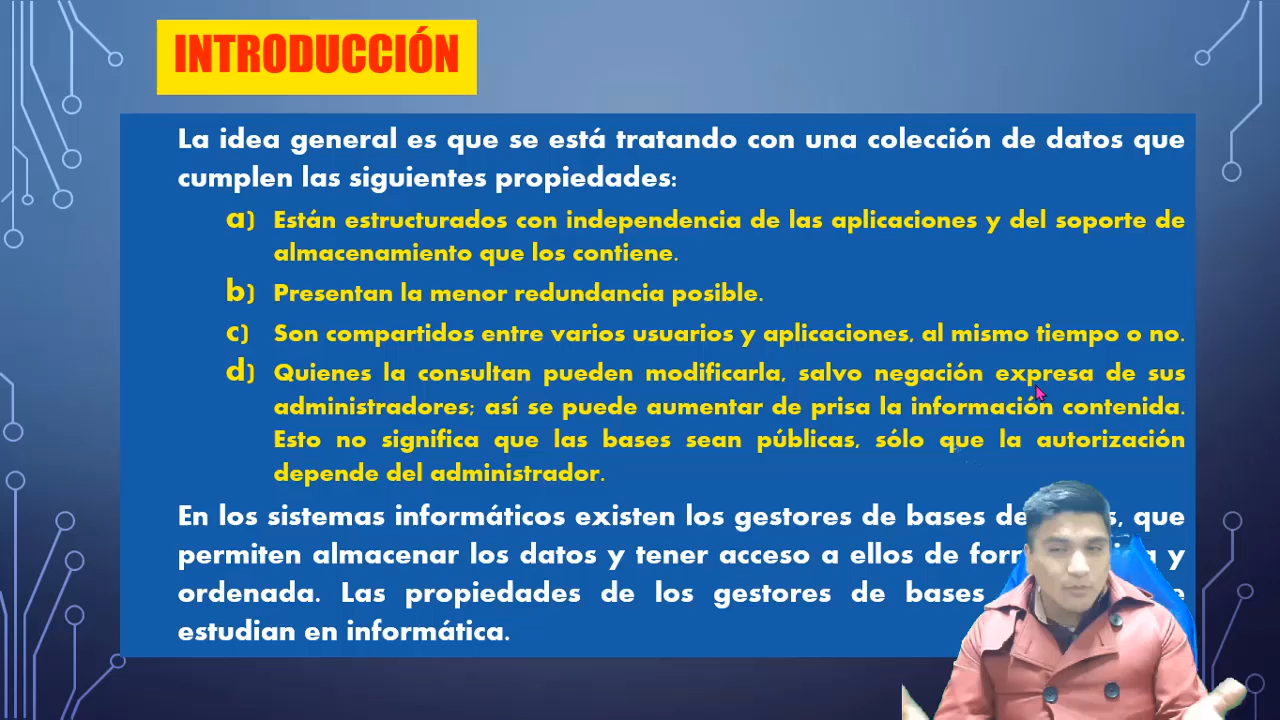 INTRODUCCIÓN
La idea general es que se está tratando con una colección de datos que
cumplen las siguientes propiedades:
a) Están estructurados con independencia de las aplicaciones y del soporte de
almacenamiento que los contiene.
b) Presentan la menor redundancia posible.
c) Son compartidos entre varios usuarios y aplicaciones, al mismo tiempo o no.
d) Quienes la consultan pueden modificarla, salvo negación expresa de sus
administradores; así se puede aumentar de prisa la información contenida.
Esto no significa que las bases sean públicas, sólo que la autorización
depende del administrador.
En los sistemas informáticos existen los gestores de bases de que
permiten almacenar los datos y tener acceso a ellos de y
ordenada. Las propiedades de los gestores de bases
estudian en informática.